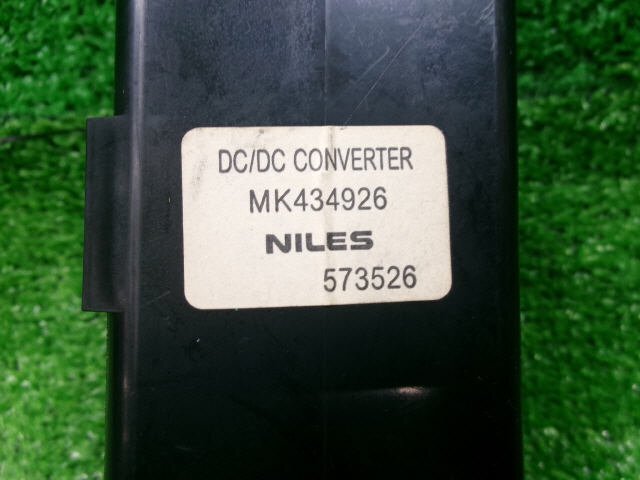 DC/DC CONVERTER
MK434926
NILES
573526